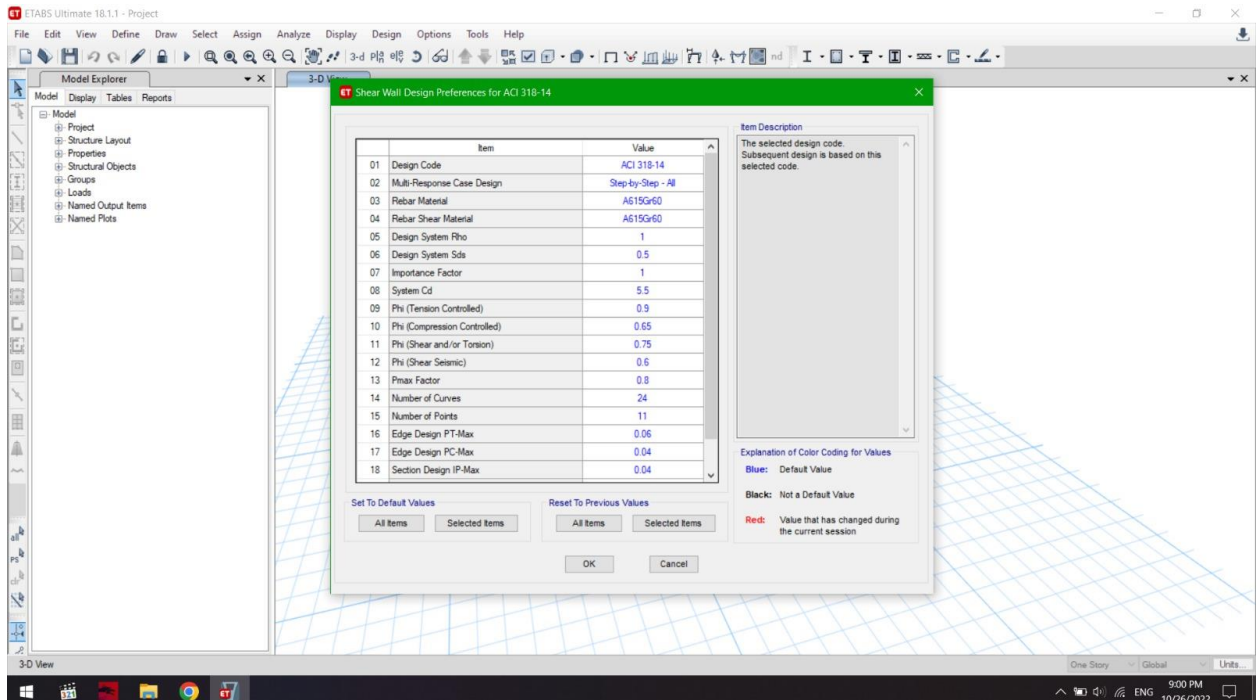 ETABS Ultimate 18.1.1 - Project
File Edit View Define Draw Select Assign Analyze Display Design Options Tools Help
3-d
nd
Model Explorer
Model Display Tables Reports
Model
Project
Structure Layout
Properties
Structural Objects
Groups
Loads
Named Output Items
Named Plots
3-D View
Shear Wall Design Preferences for ACI 318-14
Item Value
01 Design Code ACI 318-14
02 Multi-Response Case Design Step-by-Step - All
03 Rebar Material A615Gr60
04 Rebar Shear Material A615Gr60
05 Design System Rho 1
06 Design System Sds 0.5
07 Importance Factor 1
08 System Cd 5.5
09 Phi (Tension Controlled) 0.9
10 Phi (Compression Controlled) 0.65
11 Phi (Shear and/or Torsion) 0.75
12 Phi (Shear Seismic) 0.6
13 Pmax Factor 0.8
14 Number of Curves 24
15 Number of Points 11
16 Edge Design PT-Max 0.06
17 Edge Design PC-Max 0.04
18 Section Design IP-Max 0.04
Set To Default Values
All Items Selected Items
Reset To Previous Values
All Items Selected Items
Item Description
The selected design code.
Subsequent design is based on this
selected code.
Explanation of Color Coding for Values
Blue: Default Value
Black: Not a Default Value
Red: Value that has changed during
the current session
OK Cancel
all
PS
clr
3-D View
One Story Global Units...
ENG
9:00 PM
10/26/2022